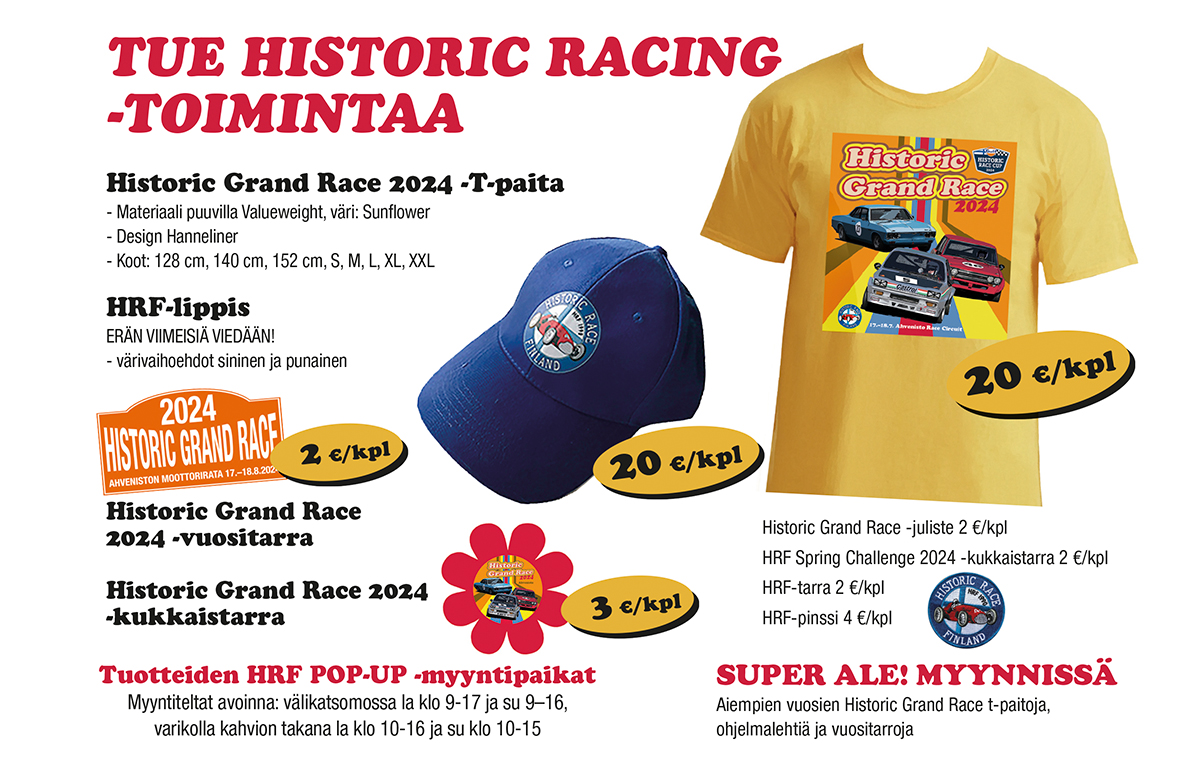 TUE HISTORIC RACING
-TOIMINTAA
Historic Grand Race 2024 -T-paita
- Materiaali puuvilla Valueweight, väri: Sunflower
- Design Hanneliner
- Koot: 128 cm, 140 cm, 152 cm, S, M, L, XL, XXL
HRF-lippis
ERÄN VIIMEISIÄ VIEDÄÄN!
- värivaihoehdot sininen ja punainen
2024
HISTORIC GRAND RACE
AHVENISTON MOOTTORIRATA 17.–18.8.2024
2 €/kpl
HISTORIC RACE
FINLAND
20 €/kpl
Historic
Grand Race
2024
HISTORIC
RACE CUP
Castrol
17.-18.7. Ahvenisto Race Circuit
20 €/kpl
Historic Grand Race
2024 -vuositarra
Historic Grand Race 2024
-kukkaistarra
Historic
Grand Race
2024
3 €/kpl
Historic Grand Race -juliste 2 €/kpl
HRF Spring Challenge 2024 -kukkaistarra 2 €/kpl
HRF-tarra 2 €/kpl
HRF-pinssi 4 €/kpl
HISTORIC RACE
FINLAND
Tuotteiden HRF POP-UP -myyntipaikat
Myyntiteltat avoinna: välikatsomossa la klo 9-17 ja su 9–16,
varikolla kahvion takana la klo 10-16 ja su klo 10-15
SUPER ALE! MYYNNISSÄ
Aiempien vuosien Historic Grand Race t-paitoja,
ohjelmalehtiä ja vuositarroja